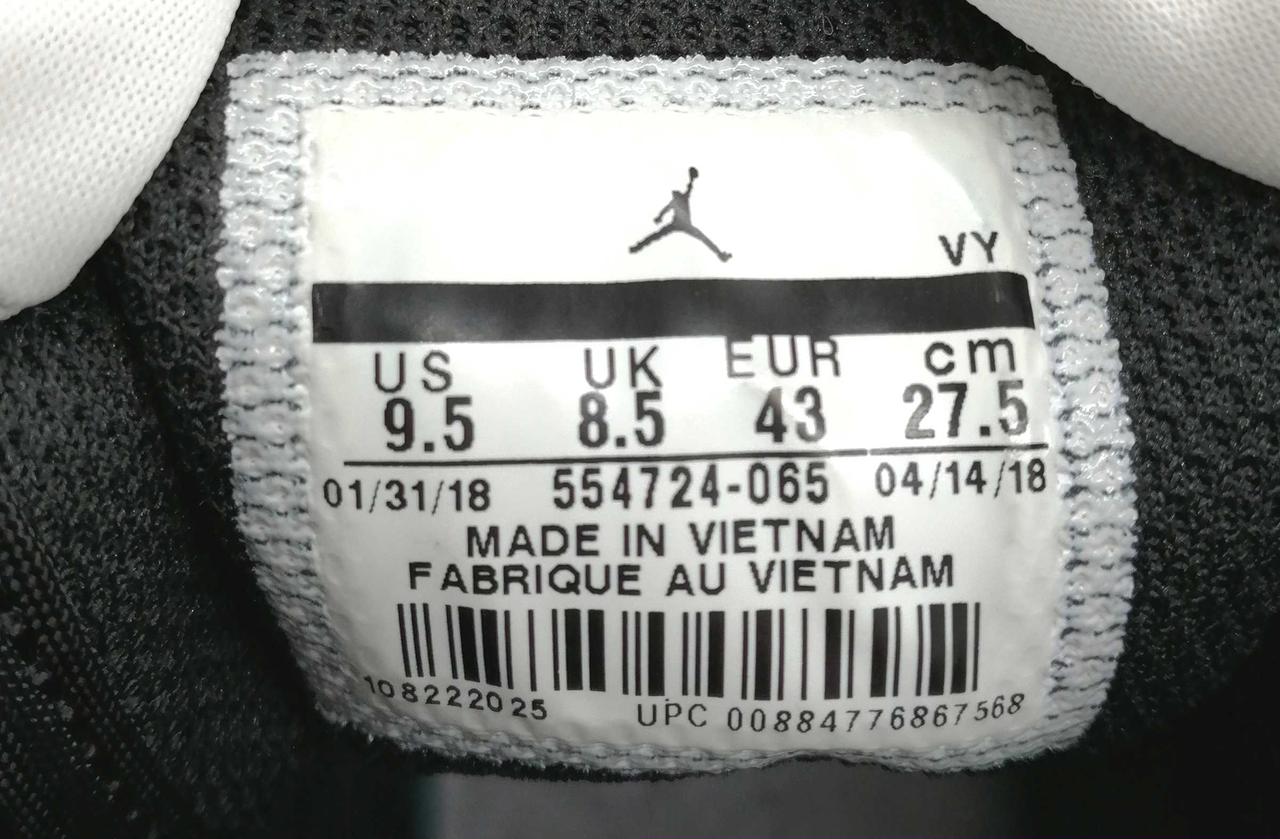 VY
US UK EUR cm
9.5 8.5 43 27.5
01/31/18 554724-065 04/14/18
MADE IN VIETNAM
FABRIQUE AU VIETNAM
108222025 UPC 00884776867568